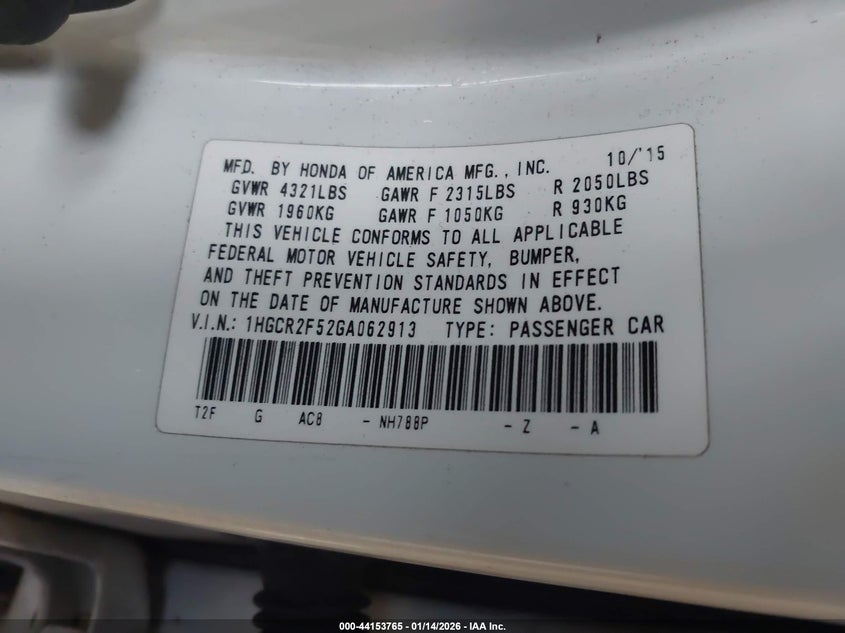 MFD. BY HONDA OF AMERICA MFG., INC. 10/'15
GVWR 4321LBS GAWR F 2315LBS R 2050LBS
GVWR 1960KG GAWR F 1050KG R 930KG
THIS VEHICLE CONFORMS TO ALL APPLICABLE
FEDERAL MOTOR VEHICLE SAFETY, BUMPER,
AND THEFT PREVENTION STANDARDS IN EFFECT
ON THE DATE OF MANUFACTURE SHOWN ABOVE.
V.I.N.: 1HGCR2F52GA062913 TYPE: PASSENGER CAR
T2F G AC8 - NH788P - Z - A
000-44153765 - 01/14/2026 - IAA Inc.